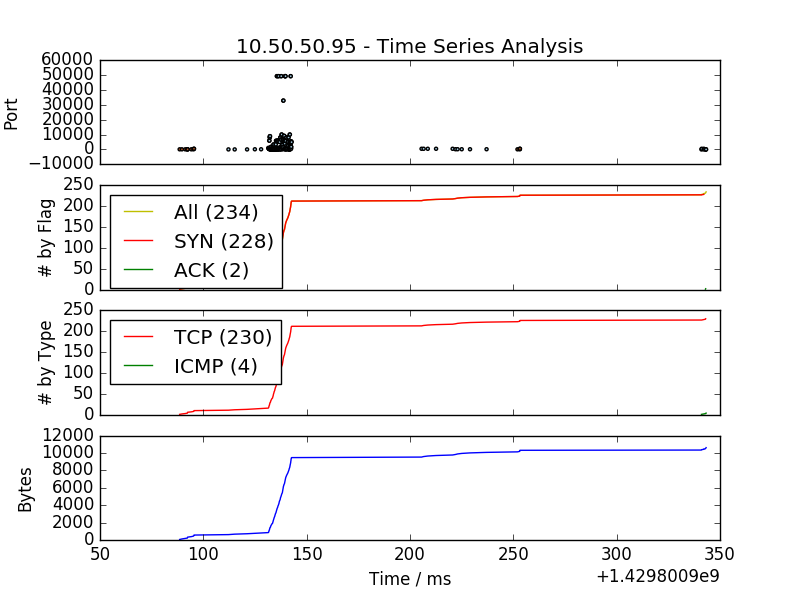 10.50.50.95 - Time Series Analysis
Port
60000
50000
40000
30000
20000
10000
0
−10000
# by Flag
250
200
150
100
50
0
All (234)
SYN (228)
ACK (2)
# by Type
250
200
150
100
50
0
TCP (230)
ICMP (4)
Bytes
12000
10000
8000
6000
4000
2000
0
50 100 150 200 250 300 350
Time / ms
+1.4298009e9